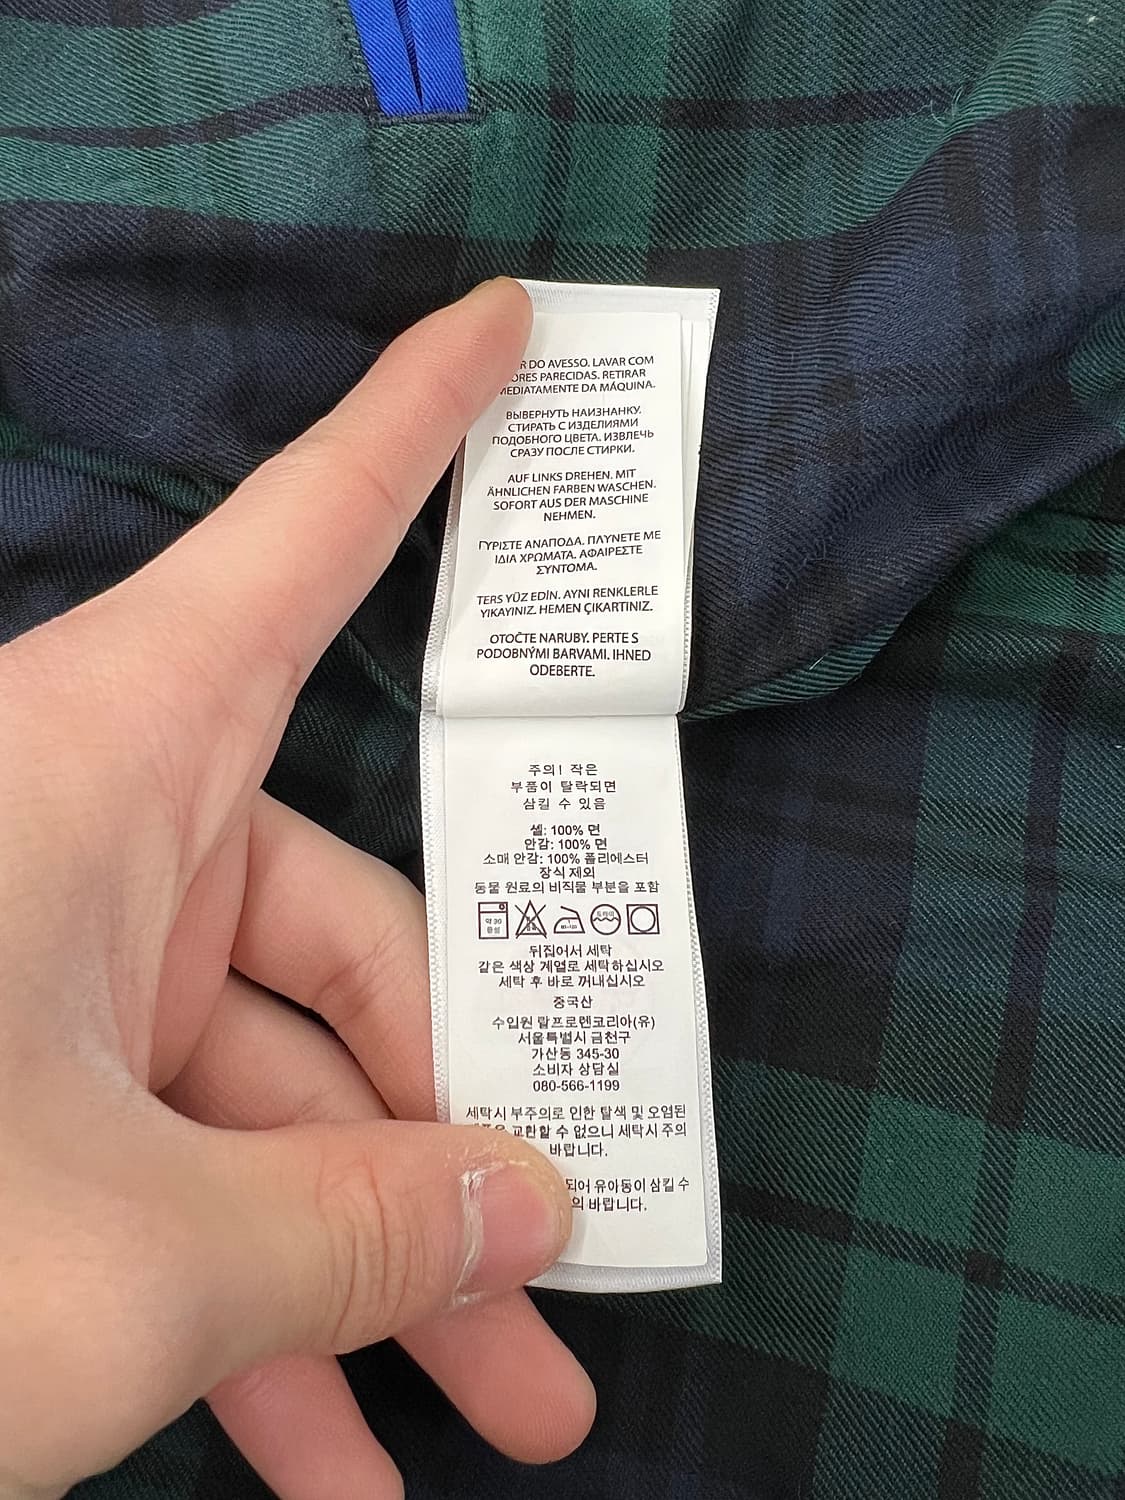 DO AVESSO. LAVAR COM
PARECIDAS. RETIRAR
DA MÁQUINA.
ВЫВЕРНУТЬ НАИЗНАНКУ.
СТИРАТЬ С ИЗДЕЛИЯМИ
ПОДОБНОГО ЦВЕТА. ИЗВЛЕЧЬ
СРАЗУ ПОСЛЕ СТИРКИ.
AUF LINKS DREHEN. MIT
ÄHNLICHEN FARBEN WASCHEN.
SOFORT AUS DER MASCHINE
NEHMEN.
ΓΥΡΙΣΤΕ ΑΝΑΠΟΔΑ. ΠΛΥΝΕΤΕ ΜΕ
ΙΔΙΑ ΧΡΩΜΑΤΑ. ΑΦΑΙΡΕΣΤΕ
ΣΥΝΤΟΜΑ.
TERS YÜZ EDİN. AYNI RENKLERLE
YIKAYINIZ. HEMEN ÇIKARTINIZ.
OTOČTE NARUBY. PERTE S
PODOBNÝMI BARVAMI. IHNED
ODEBERTE.
주의! 작은
부품이 탈락되면
삼킬 수 있음
셸: 100% 면
안감: 100% 면
소매 안감: 100% 폴리에스터
장식 제외
동물 원료의 비직물 부분을 포함
약 30
중성
드라이
뒤집어서 세탁
같은 색상 계열로 세탁하십시오
세탁 후 바로 꺼내십시오
중국산
수입원 랄프로렌코리아(유)
서울특별시 금천구
가산동 345-30
소비자 상담실
080-566-1199
세탁시 부주의로 인한 탈색 및 오염된
교환할 수 없으니 세탁시 주의
바랍니다.
유아동이 삼킬 수
바랍니다.